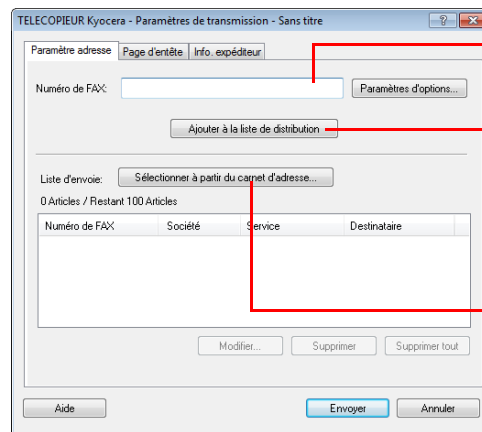 TELECOPIEUR Kyocera - Paramètres de transmission - Sans titre
Paramètre adresse Page d'entête Info. expéditeur
Numéro de FAX: Paramètres d'options...
Ajouter à la liste de distribution
Liste d'envoie: Sélectionner à partir du carnet d'adresse...
0 Articles / Restant 100 Articles
Numéro de FAX Société Service Destinataire
Modifier... Supprimer Supprimer tout
Aide Envoyer Annuler